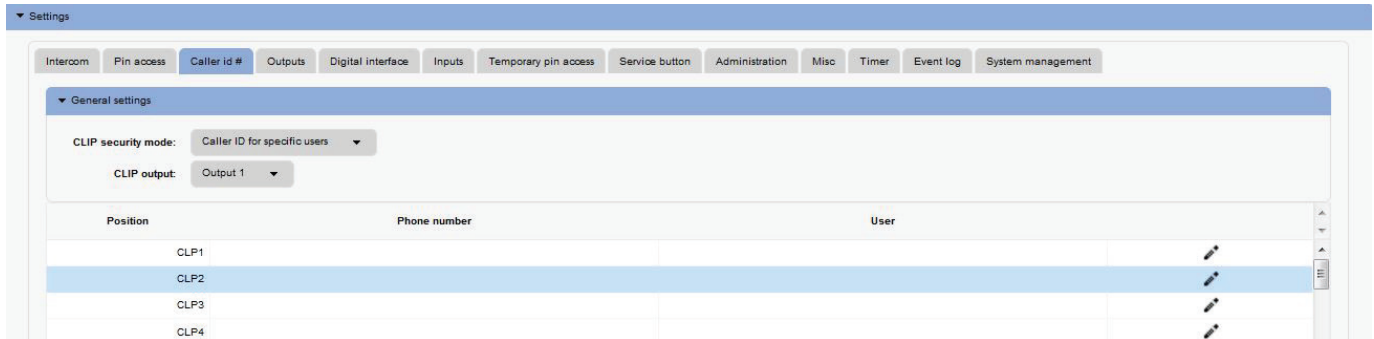 Settings
Intercom Pin access Caller id # Outputs Digital interface Inputs Temporary pin access Service button Administration Misc Timer Event log System management
General settings
CLIP security mode: Caller ID for specific users
CLIP output: Output 1
Position Phone number User
CLP1
CLP2
CLP3
CLP4